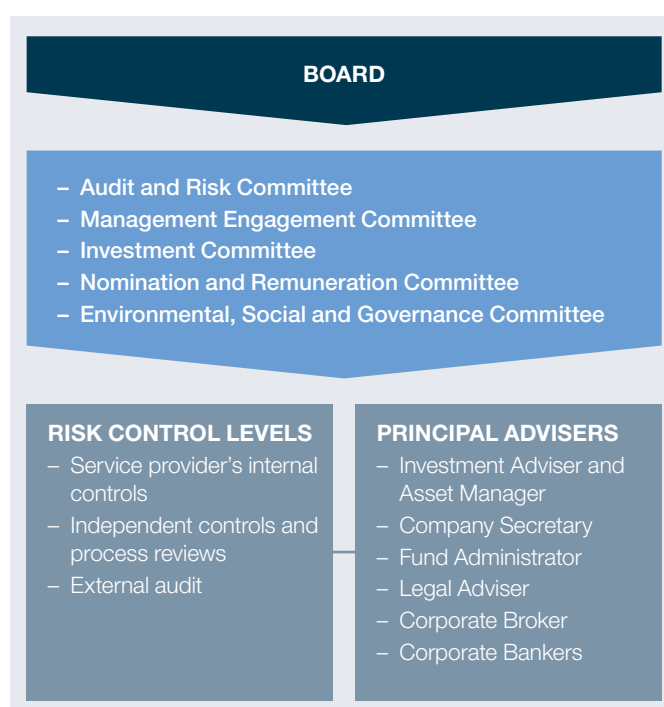 BOARD
– Audit and Risk Committee
– Management Engagement Committee
– Investment Committee
– Nomination and Remuneration Committee
– Environmental, Social and Governance Committee
RISK CONTROL LEVELS
– Service provider's internal
controls
– Independent controls and
process reviews
– External audit
PRINCIPAL ADVISERS
– Investment Adviser and
Asset Manager
– Company Secretary
– Fund Administrator
– Legal Adviser
– Corporate Broker
– Corporate Bankers